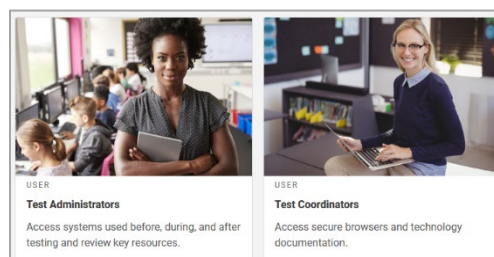 USER
Test Administrators
Access systems used before, during, and after
testing and review key resources.
USER
Test Coordinators
Access secure browsers and technology
documentation.